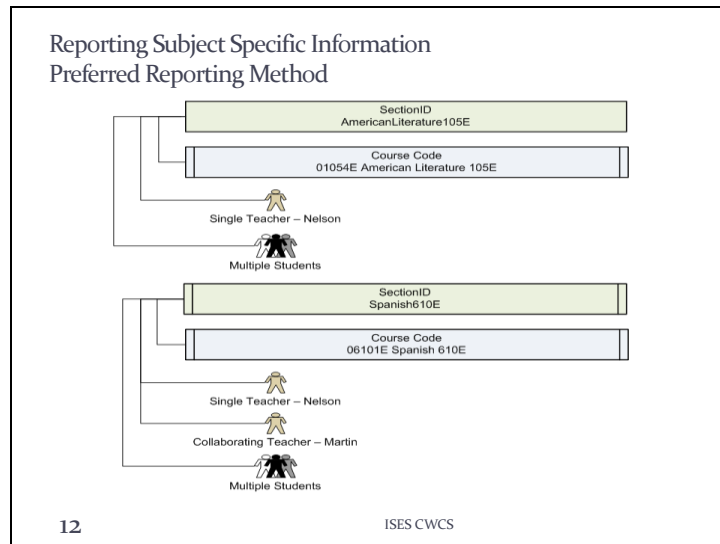 Reporting Subject Specific Information
Preferred Reporting Method
SectionID
AmericanLiterature105E
Course Code
01054E American Literature 105E
Single Teacher – Nelson
Multiple Students
SectionID
Spanish610E
Course Code
06101E Spanish 610E
Single Teacher – Nelson
Collaborating Teacher – Martin
Multiple Students
12
ISES CWCS